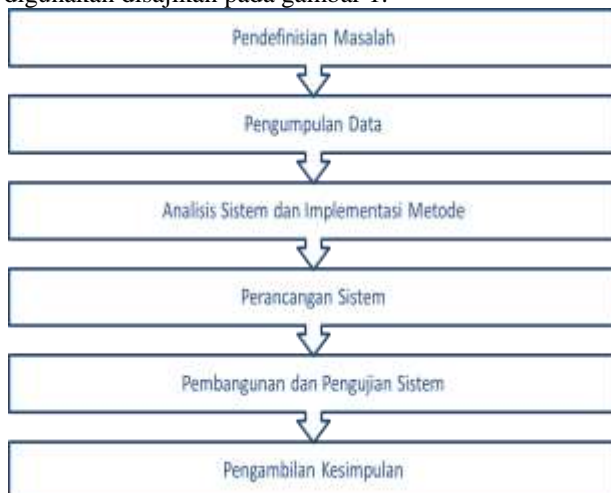 digunakan disajikan pada gambar 1.
Pendefinisian Masalah
Pengumpulan Data
Analisis Sistem dan Implementasi Metode
Perancangan Sistem
Pembangunan dan Pengujian Sistem
Pengambilan Kesimpulan